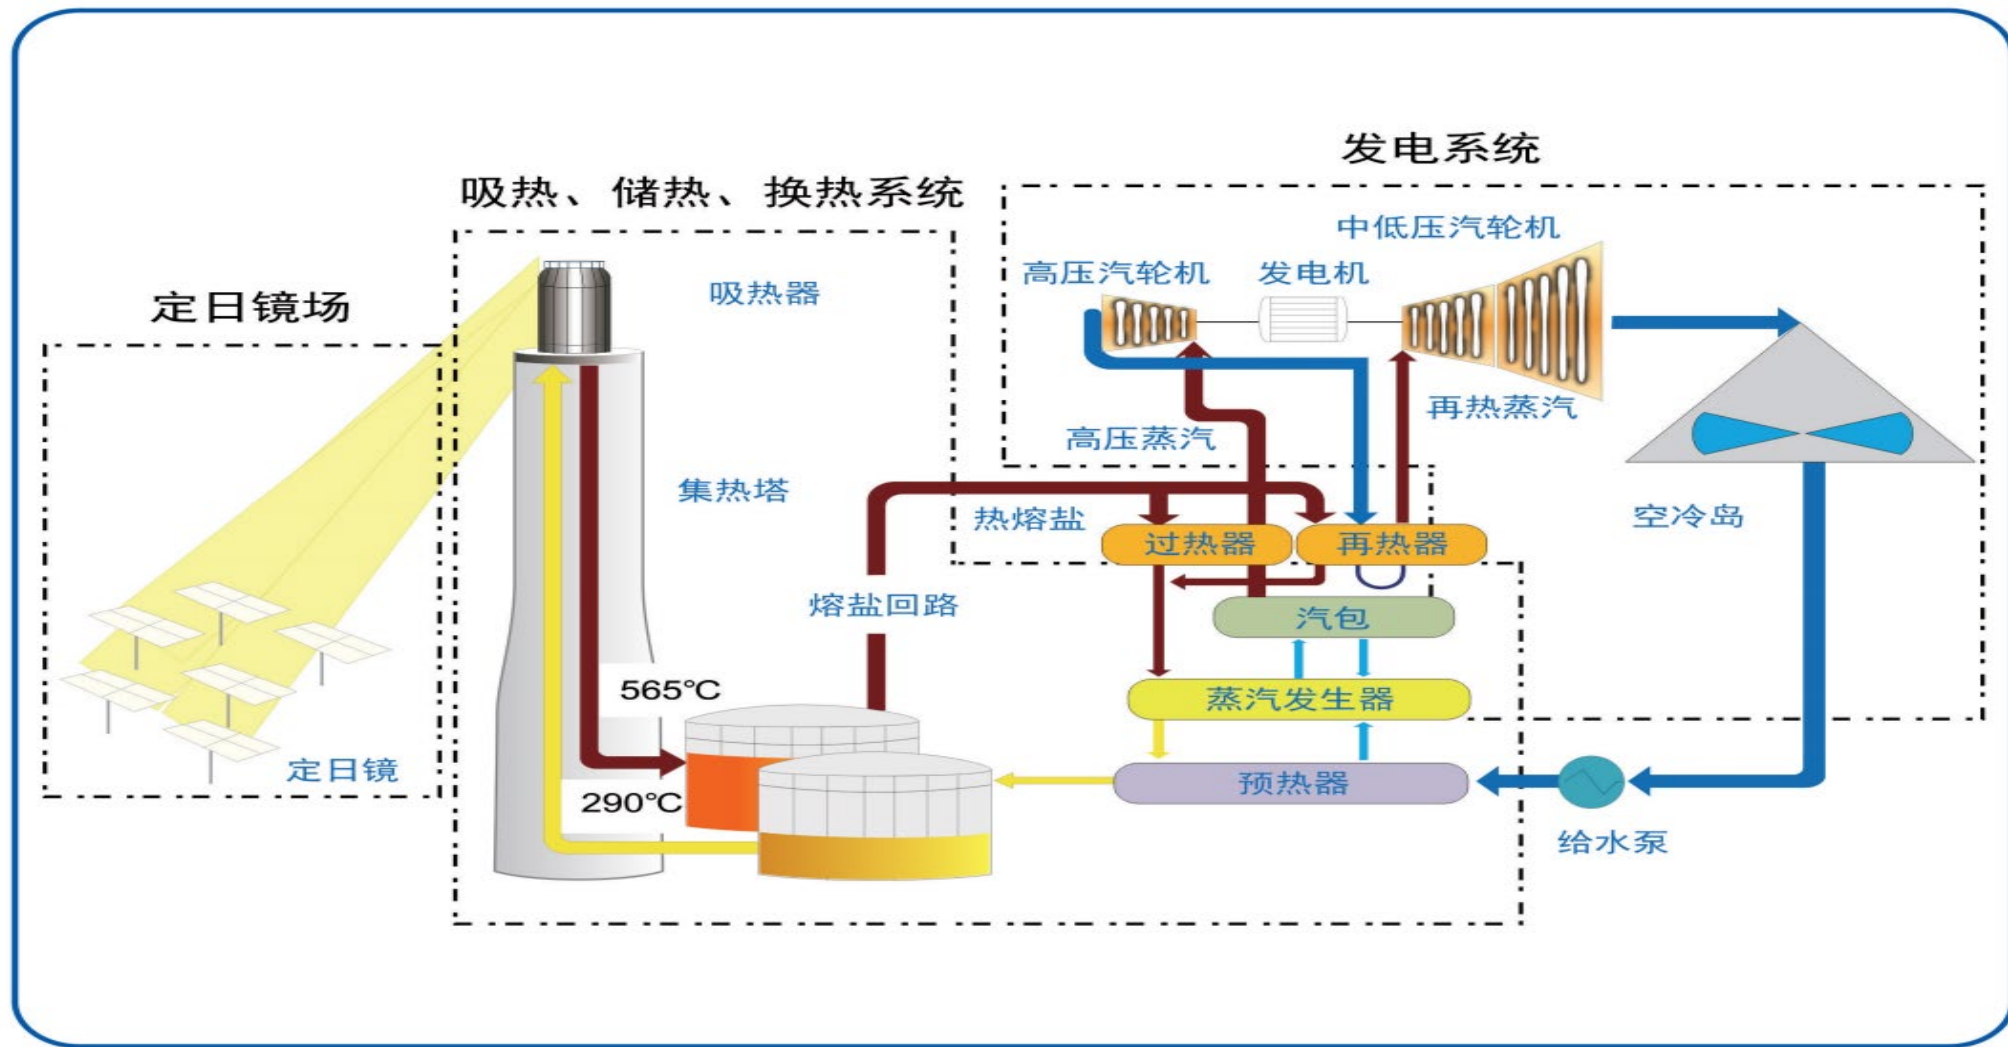 发电系统
吸热、储热、换热系统
定日镜场
中低压汽轮机
高压汽轮机
发电机
吸热器
再热蒸汽
高压蒸汽
集热塔
热熔盐
空冷岛
过热器
再热器
熔盐回路
汽包
565℃
蒸汽发生器
定日镜
290℃
预热器
给水泵